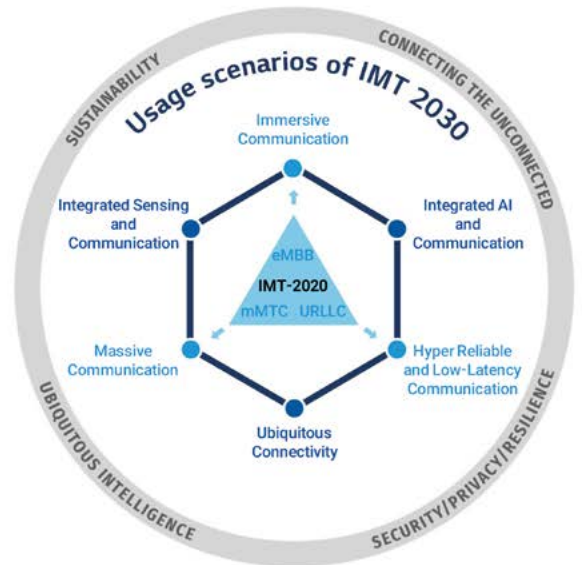 SUSTAINABILITY
CONNECTING THE UNCONNECTED
Usage scenarios of IMT 2030
Immersive
Communication
Integrated Sensing
and
Communication
Integrated AI
and
Communication
eMBB
IMT-2020
mMTC URLLC
Massive
Communication
Hyper Reliable
and Low-Latency
Communication
Ubiquitous
Connectivity
UBIQUITOUS INTELLIGENCE
SECURITY/PRIVACY/RESILIENCE